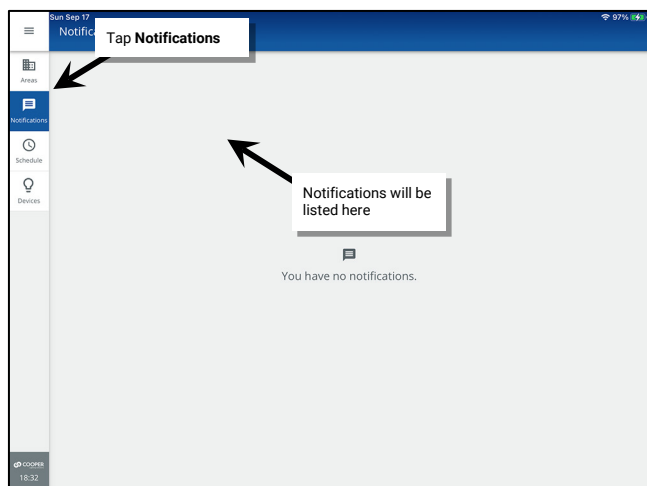 Sun Sep 17
97%
Notific
Tap Notifications
Areas
Notifications
Schedule
Devices
Notifications will be
listed here
You have no notifications.
COOPER
18:32